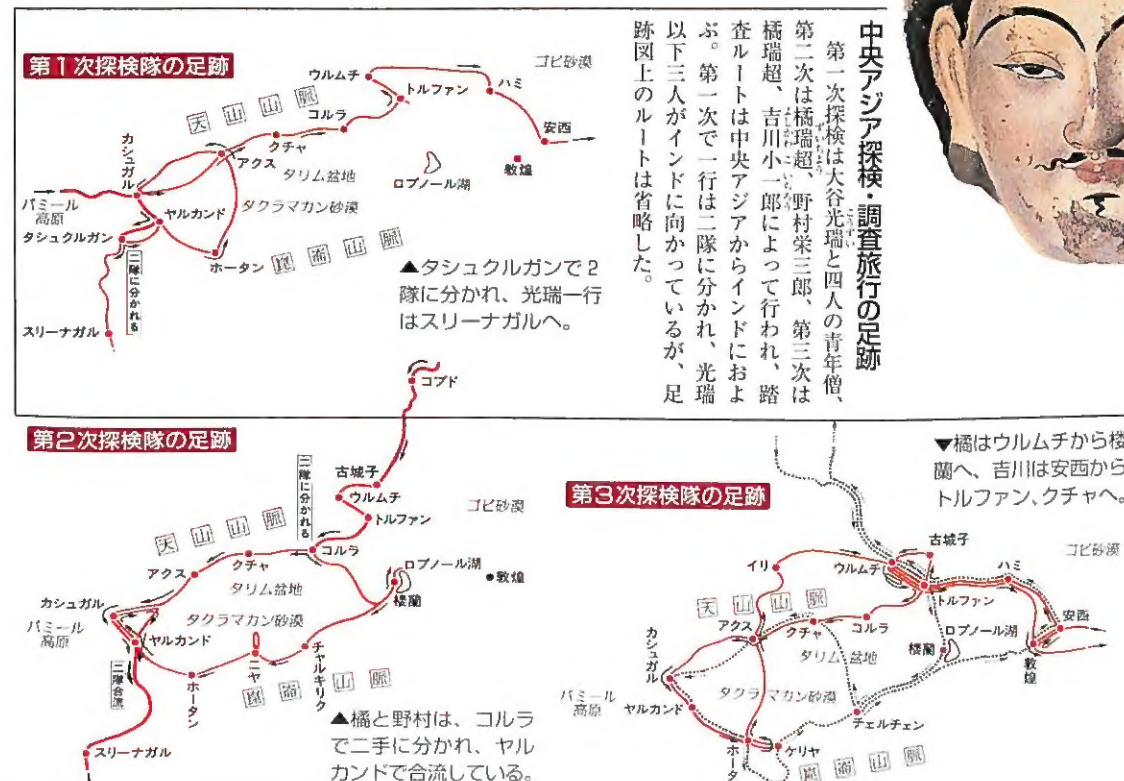 中央アジア探検・調査旅行の足跡
第一次探検は大谷光瑞と四人の青年僧、
第二次は橘瑞超、野村栄三郎、第三次は
橘瑞超、吉川小一郎によって行われ、踏
査ルートは中央アジアからインドにおよ
ぶ。第一次で一行は二隊に分かれ、光瑞
以下三人がインドに向かっているが、足
跡図上のルートは省略した。
こうずい
ずいちょう
よしかわこいちろう
第1次探検隊の足跡
ゴビ砂漠
ウルムチ
ハミ
トルファン
天山山脈
コルラ
安西
クチャ
カシュガル
アクス
タリム盆地
ロブノール湖
敦煌
パミール
高原
ヤルカンド
タクラマカン砂漠
タシュクルガン
ホータン
崑崙山脈
二隊に分かれる
スリーナガル
▲タシュクルガンで2
隊に分かれ、光瑞一行
はスリーナガルへ。
第2次探検隊の足跡
コブド
古城子
二隊に分かれる
ウルムチ
ゴビ砂漠
トルファン
天山山脈
コルラ
クチャ
アクス
ロブノール湖
敦煌
タリム盆地
楼蘭
カシュガル
タクラマカン砂漠
パミール
高原
ヤルカンド
チャルキリク
ニヤ
二隊合流
ホータン
崑崙山脈
スリーナガル
▲橘と野村は、コルラ
で二手に分かれ、ヤル
カンドで合流している。
第3次探検隊の足跡
▼橘はウルムチから楼
蘭へ、吉川は安西から
トルファン、クチャへ。
古城子
ゴビ砂漠
イリ
ウルムチ
ハミ
トルファン
天山山脈
安西
アクス
クチャ
コルラ
ロブノール湖
カシュガル
タリム盆地
楼蘭
敦煌
パミール
高原
ヤルカンド
タクラマカン砂漠
チェルチェン
ケリヤ
ホータ
崑崙山脈